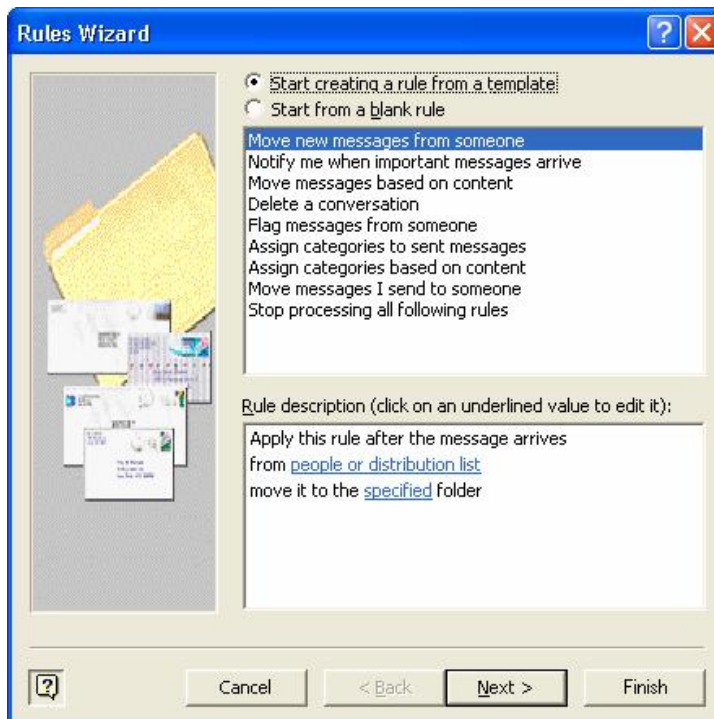 Rules Wizard
Start creating a rule from a template
Start from a blank rule
Move new messages from someone
Notify me when important messages arrive
Move messages based on content
Delete a conversation
Flag messages from someone
Assign categories to sent messages
Assign categories based on content
Move messages I send to someone
Stop processing all following rules
Rule description (click on an underlined value to edit it):
Apply this rule after the message arrives
from people or distribution list
move it to the specified folder
Cancel
< Back
Next >
Finish